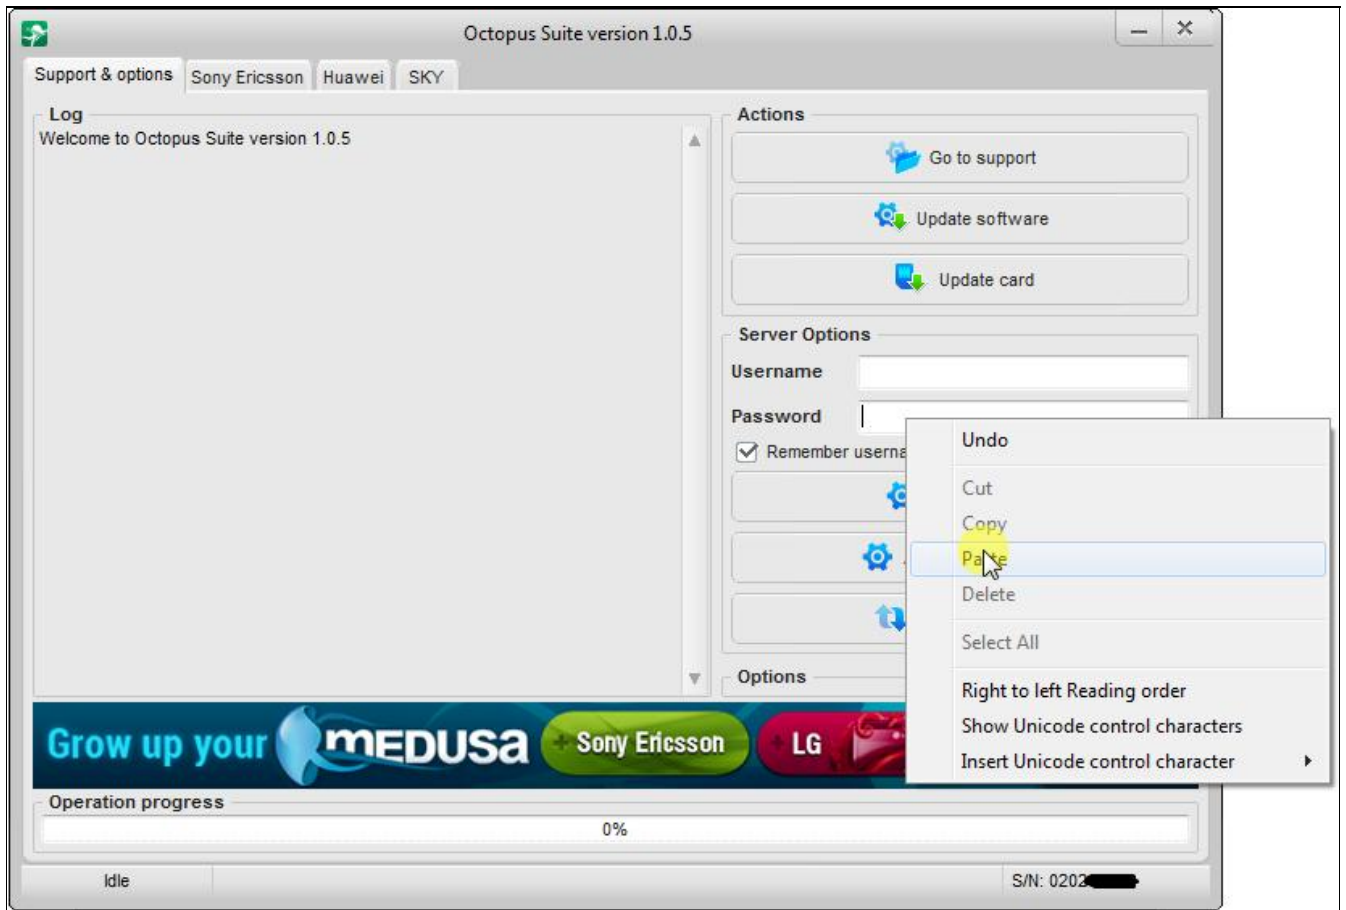 Octopus Suite version 1.0.5
Support & options Sony Ericsson Huawei SKY
Log
Welcome to Octopus Suite version 1.0.5
Actions
Go to support
Update software
Update card
Server Options
Username
Password
Remember userna
Undo
Cut
Copy
Paste
Delete
Select All
Right to left Reading order
Show Unicode control characters
Insert Unicode control character
Options
Grow up your MEDUSA + Sony Ericsson + LG
Operation progress
0%
Idle
S/N: 0202